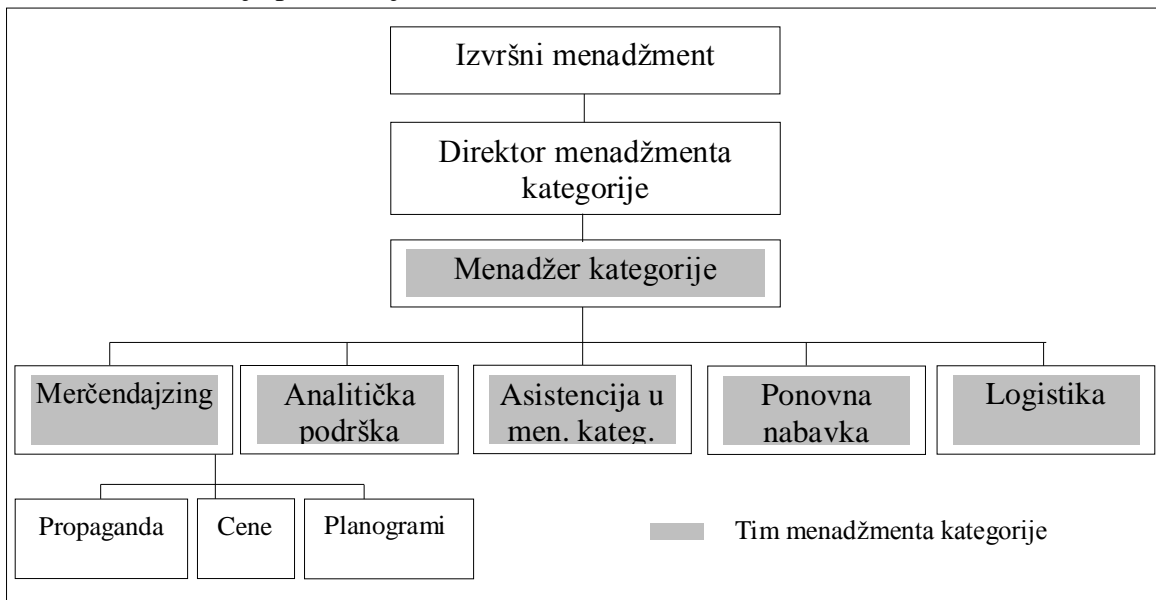 Izvršni menadžment
Direktor menadžmenta
kategorije
Menadžer kategorije
Merčendajzing
Analitička
podrška
Asistencija u
men. kateg.
Ponovna
nabavka
Logistika
Propaganda
Cene
Planogrami
Tim menadžmenta kategorije